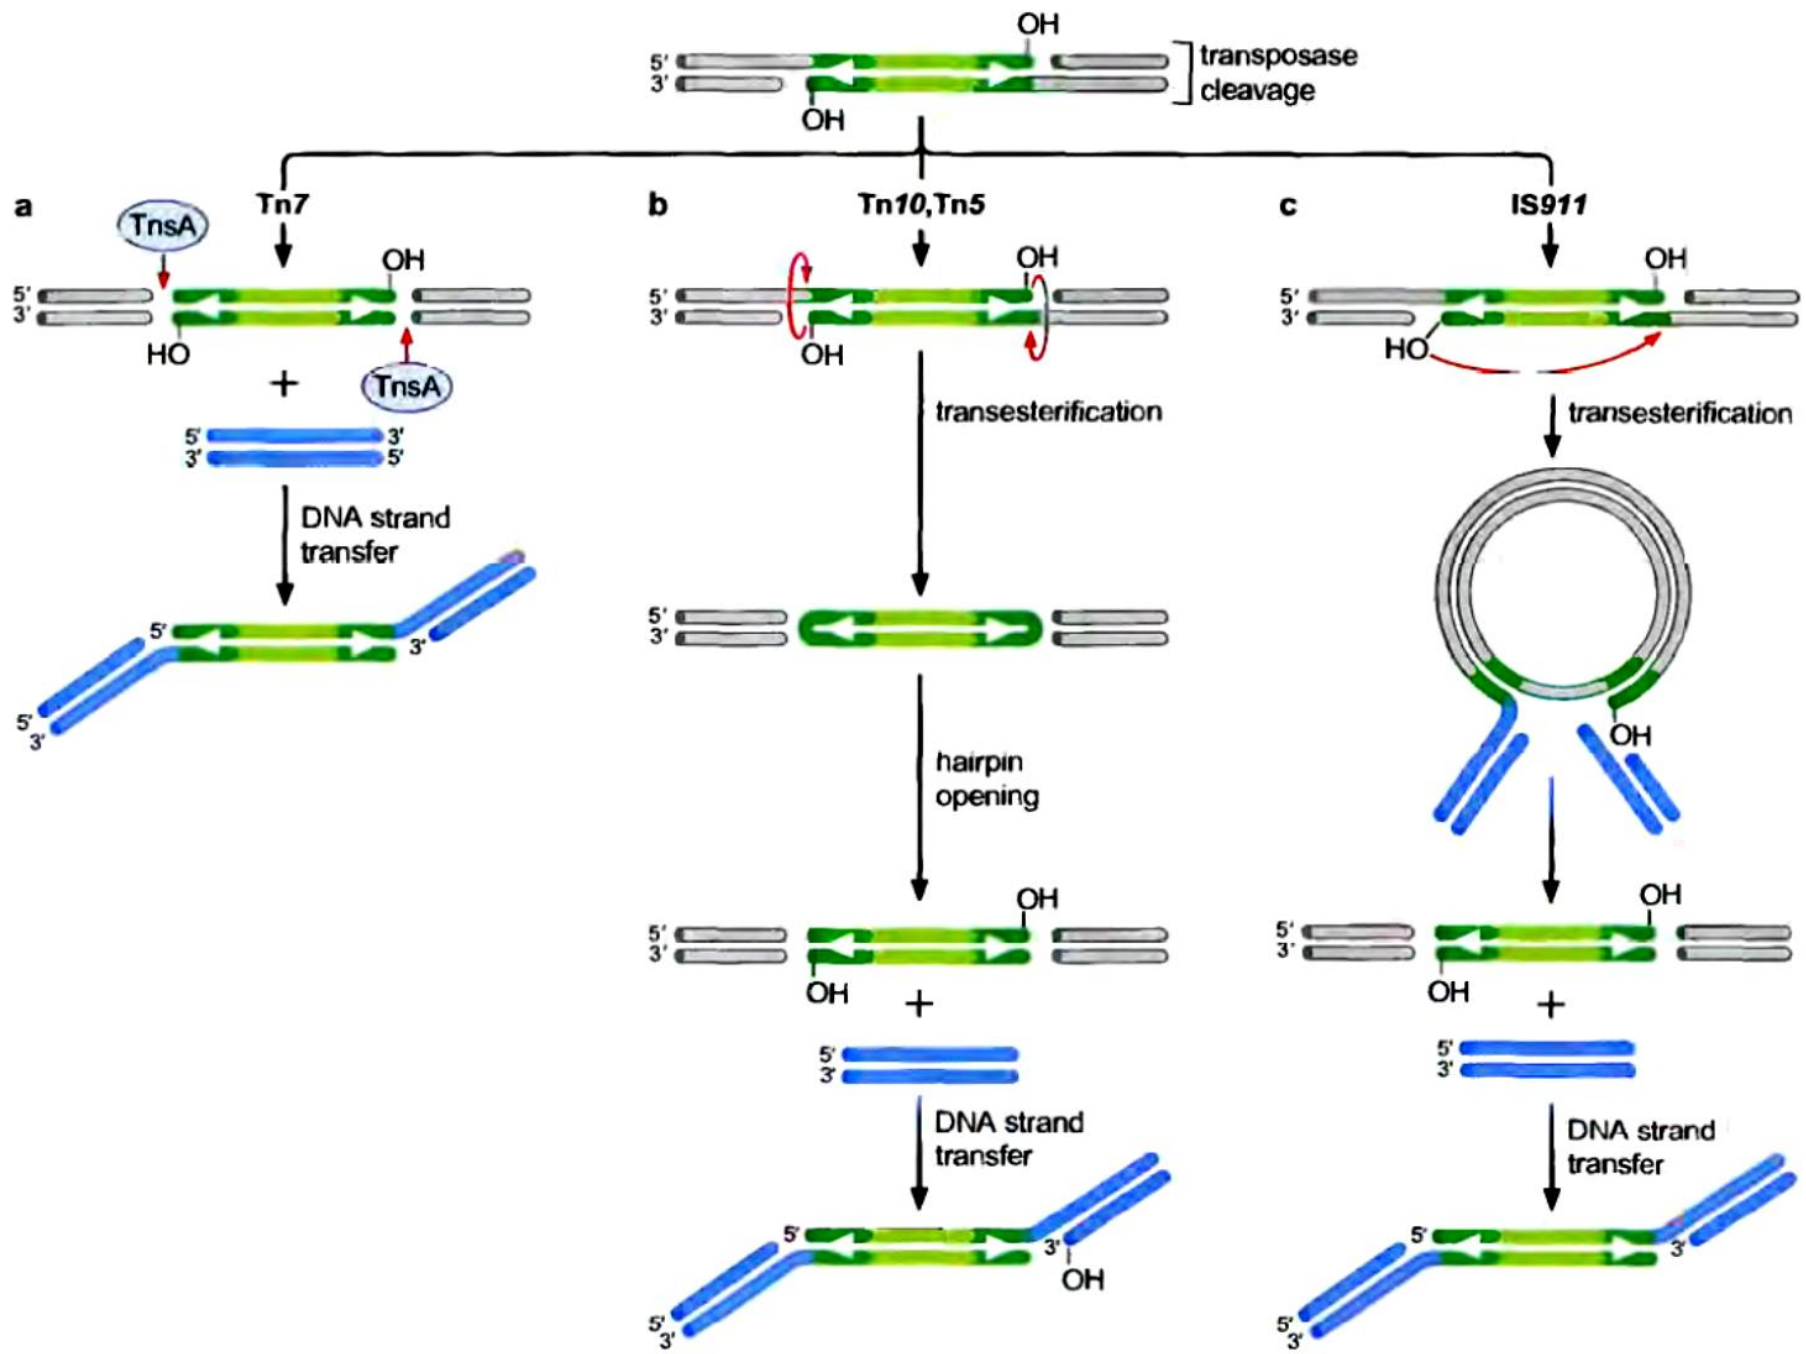 OH
5' transposase
3' cleavage
OH
a Tn7 b Tn10,Tn5 c IS911
TnsA
OH OH OH
5' 5' 5'
3' 3' 3'
HO OH HO
+ TnsA
transesterification transesterification
5' 3'
3' 5'
DNA strand
transfer
5' 5'
3' 3'
5'
3'
OH
hairpin
opening
OH OH
5' 5'
3' 3'
OH OH
+ +
5' 5'
3' 3'
DNA strand DNA strand
transfer transfer
5' 5'
3' 3'
OH
5' 5'
3' 3'